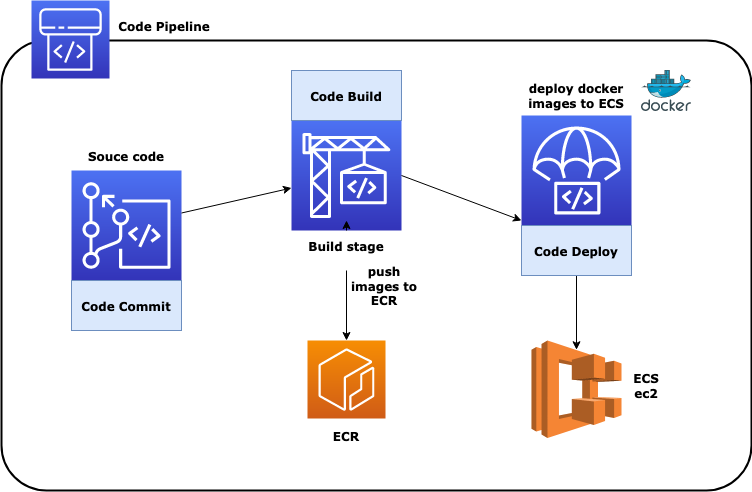 Code Pipeline
deploy docker
images to ECS
docker
Code Build
Souce code
</>
Code Commit
Build stage
Code Deploy
push
images to
ECR
ECR
ECS
ec2